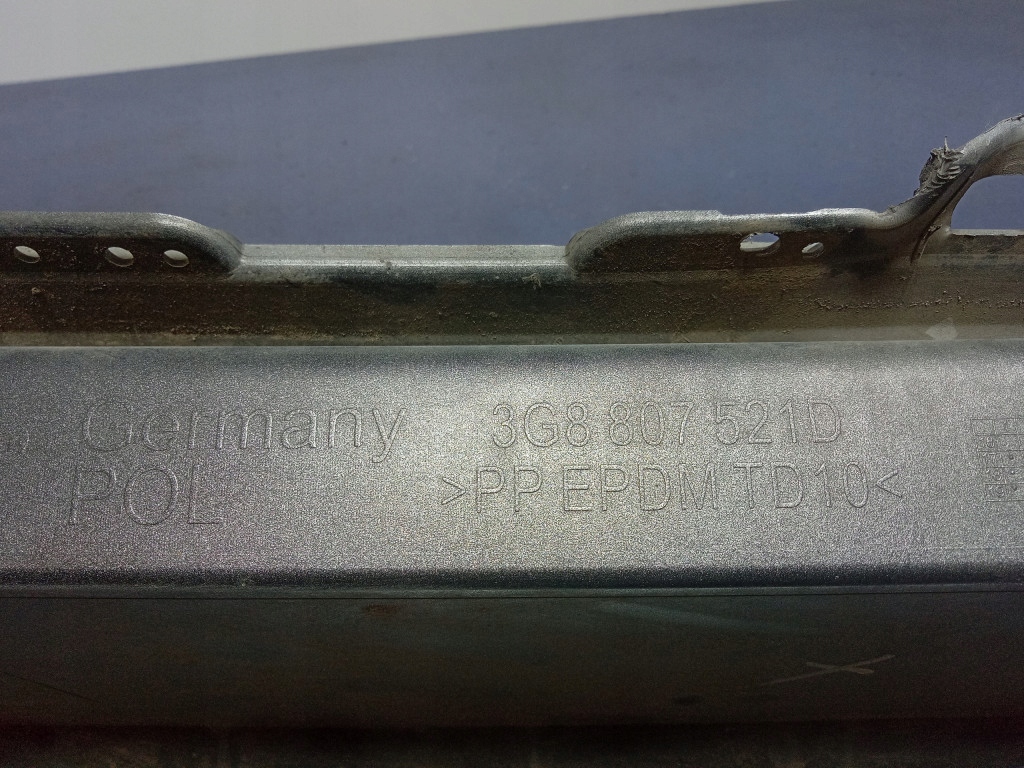 Germany
POL
3G8 807 521D
>PP EPDM TD10<